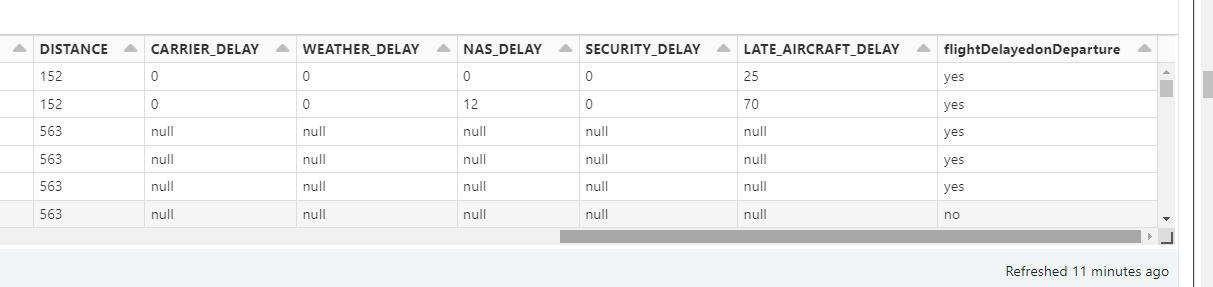 DISTANCE CARRIER_DELAY WEATHER_DELAY NAS_DELAY SECURITY_DELAY LATE_AIRCRAFT_DELAY flightDelayedonDeparture
152 0 0 0 0 25 yes
152 0 0 12 0 70 yes
563 null null null null null yes
563 null null null null null yes
563 null null null null null yes
563 null null null null null no
Refreshed 11 minutes ago